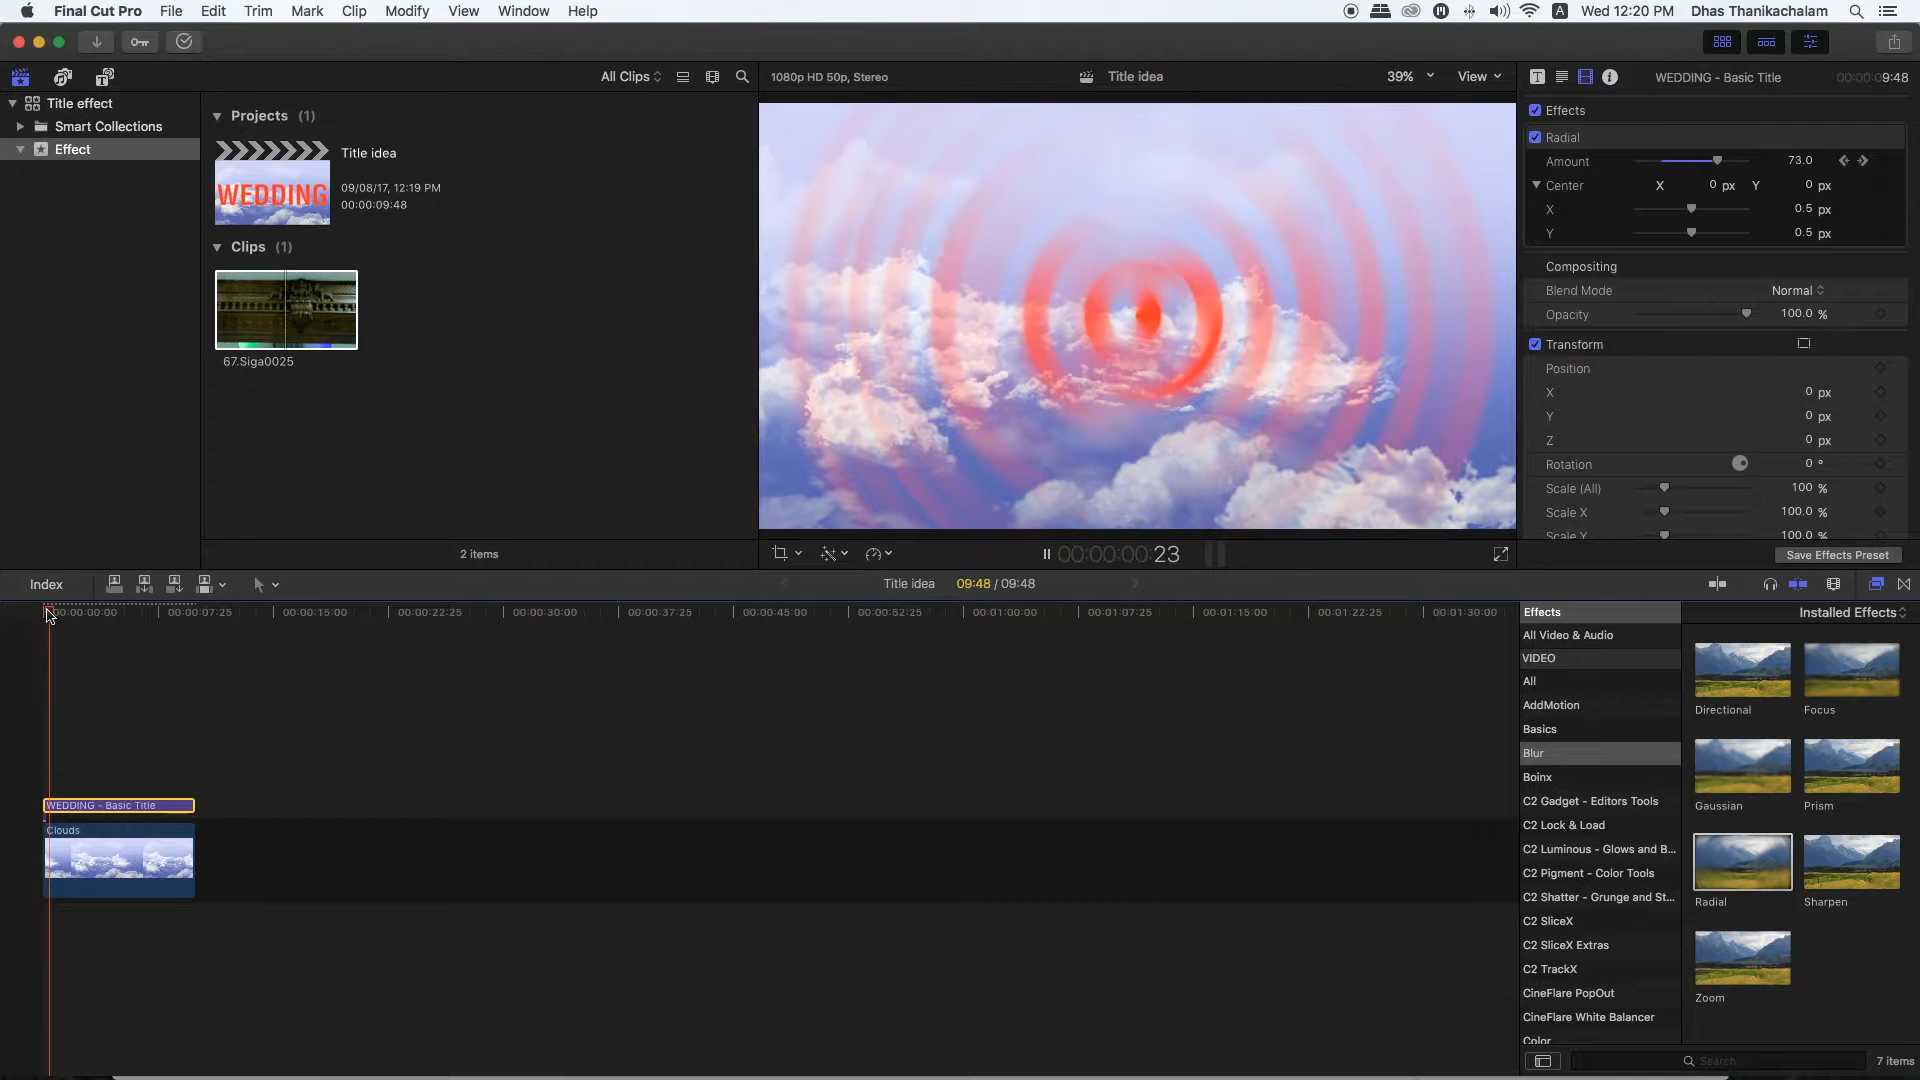 Final Cut Pro File Edit Trim Mark Clip Modify View Window Help
A Wed 12:20 PM Dhas Thanikachalam
All Clips
1080p HD 50p, Stereo
Title idea
39%
View
WEDDING - Basic Title
00:00:09:48
Title effect
Smart Collections
Effect
Projects (1)
WEDDING
Title idea
09/08/17, 12:19 PM
00:00:09:48
Clips (1)
67.Siga0025
2 items
Effects
Radial
Amount 73.0
Center X 0 px Y 0 px
X 0.5 px
Y 0.5 px
Compositing
Blend Mode Normal
Opacity 100.0 %
Transform
Position
X 0 px
Y 0 px
Z 0 px
Rotation 0 °
Scale (All) 100 %
Scale X 100.0 %
Scale Y 100.0 %
Save Effects Preset
00:00:00:23
Index
Title idea 09:48 / 09:48
00:00:00:00 00:00:07:25 00:00:15:00 00:00:22:25 00:00:30:00 00:00:37:25 00:00:45:00 00:00:52:25 00:01:00:00 00:01:07:25 00:01:15:00 00:01:22:25 00:01:30:00
WEDDING - Basic Title
Clouds
Effects
Installed Effects
All Video & Audio
VIDEO
All
AddMotion
Basics
Blur
Boinx
C2 Gadget - Editors Tools
C2 Lock & Load
C2 Luminous - Glows and B...
C2 Pigment - Color Tools
C2 Shatter - Grunge and St...
C2 SliceX
C2 SliceX Extras
C2 TrackX
CineFlare PopOut
CineFlare White Balancer
Color
Directional
Focus
Gaussian
Prism
Radial
Sharpen
Zoom
Search
7 items